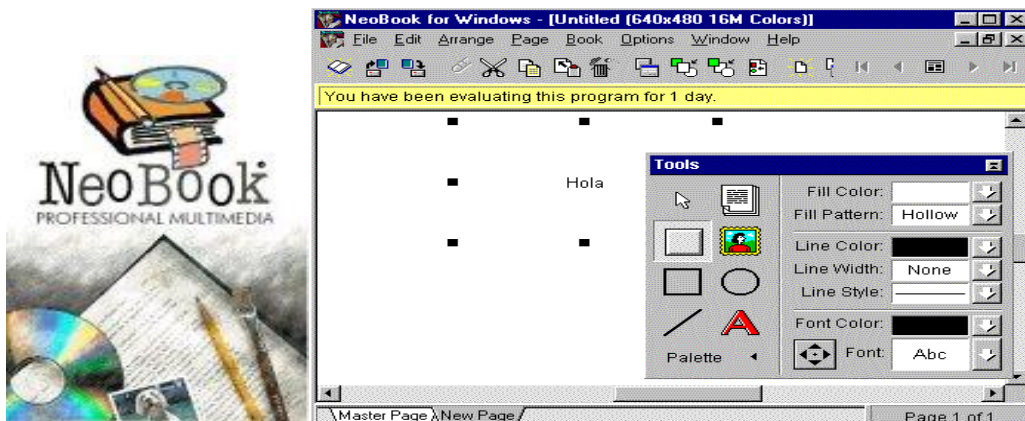 NeoBook
PROFESSIONAL MULTIMEDIA
NeoBook for Windows - [Untitled (640x480 16M Colors)]
File Edit Arrange Page Book Options Window Help
You have been evaluating this program for 1 day.
Hola
Tools
Fill Color:
Fill Pattern: Hollow
Line Color:
Line Width: None
Line Style:
Font Color:
Font: Abc
Palette
Master Page New Page
Page 1 of 1